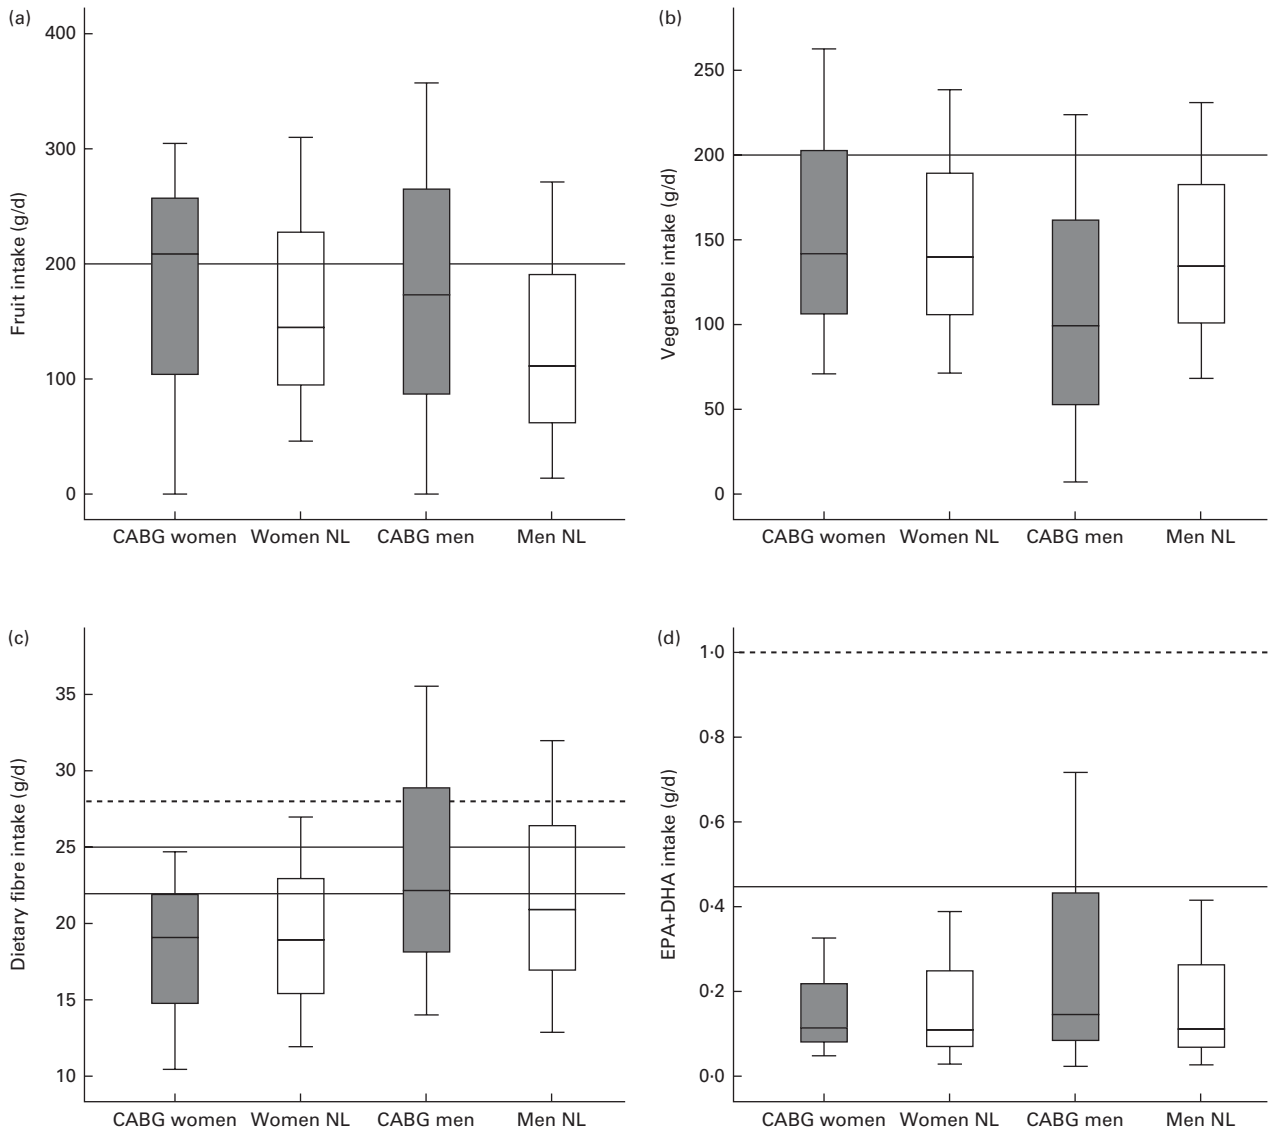 (a)
400
300
200
100
0
Fruit intake (g/d)
CABG women Women NL CABG men Men NL
(b)
250
200
150
100
50
0
Vegetable intake (g/d)
CABG women Women NL CABG men Men NL
(c)
35
30
25
20
15
10
Dietary fibre intake (g/d)
CABG women Women NL CABG men Men NL
(d)
1·0
0·8
0·6
0·4
0·2
0·0
EPA+DHA intake (g/d)
CABG women Women NL CABG men Men NL